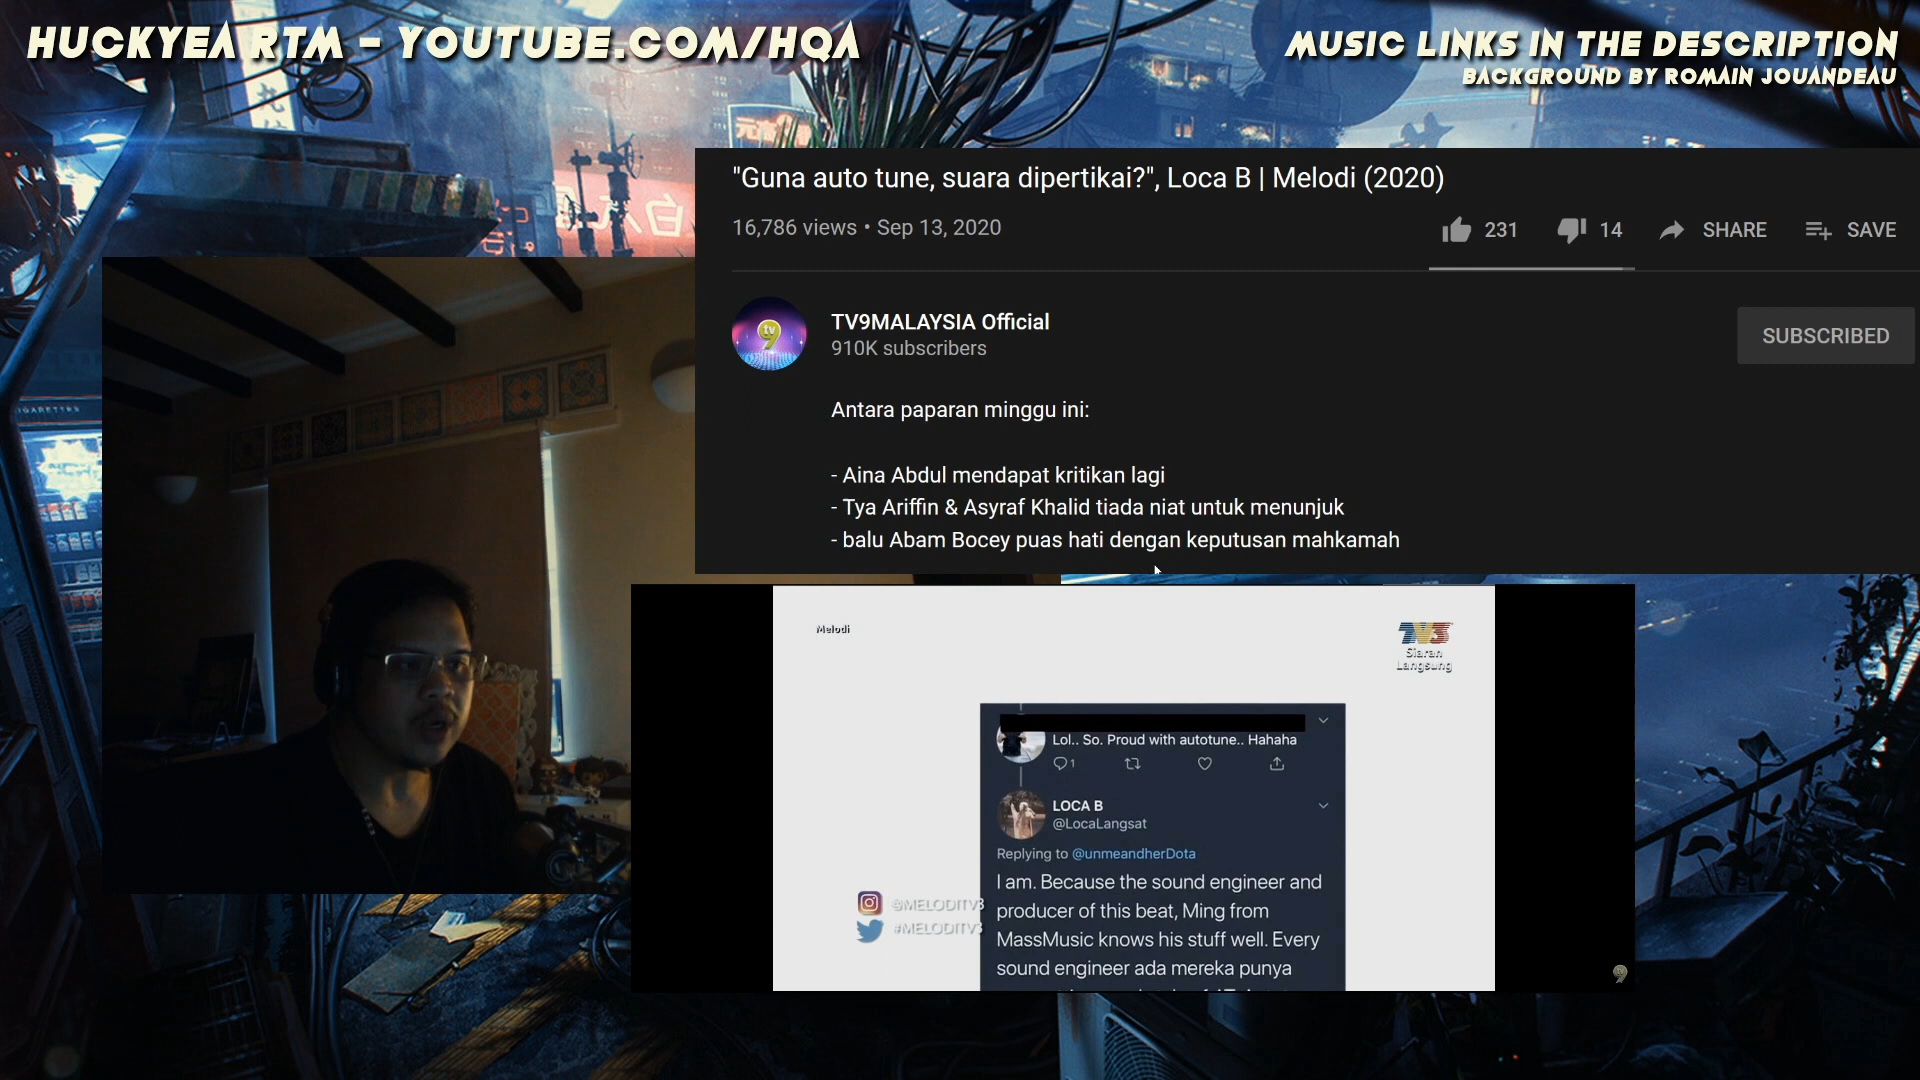 HUCKYEA RTM - YOUTUBE.COM/HQA
MUSIC LINKS IN THE DESCRIPTION
BACKGROUND BY ROMAIN JOUANDEAU
"Guna auto tune, suara dipertikai?", Loca B | Melodi (2020)
16,786 views • Sep 13, 2020
231
14
SHARE
SAVE
tv
9
TV9MALAYSIA Official
910K subscribers
SUBSCRIBED
Antara paparan minggu ini:
- Aina Abdul mendapat kritikan lagi
- Tya Ariffin & Asyraf Khalid tiada niat untuk menunjuk
- balu Abam Bocey puas hati dengan keputusan mahkamah
Melodi
TV3
Siaran
Langsung
Lol.. So. Proud with autotune.. Hahaha
1
LOCA B
@LocaLangsat
Replying to @unmeandherDota
I am. Because the sound engineer and
producer of this beat, Ming from
MassMusic knows his stuff well. Every
sound engineer ada mereka punya
@MELODITV3
#MELODITV3